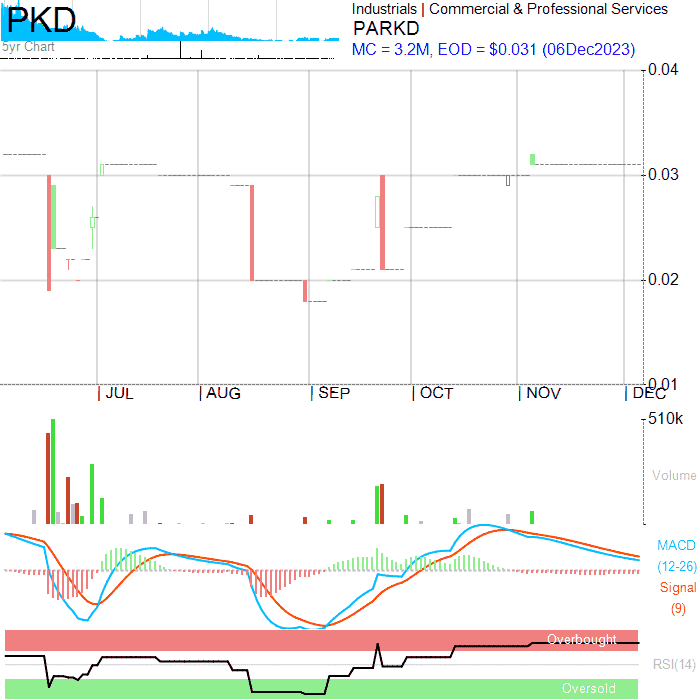 PKD
5yr Chart
Industrials | Commercial & Professional Services
PARKD
MC = 3.2M, EOD = $0.031 (06Dec2023)
0.04
0.03
0.02
0.01
JUL
AUG
SEP
OCT
NOV
DEC
510k
Volume
MACD
(12-26)
Signal
(9)
Overbought
RSI(14)
Oversold